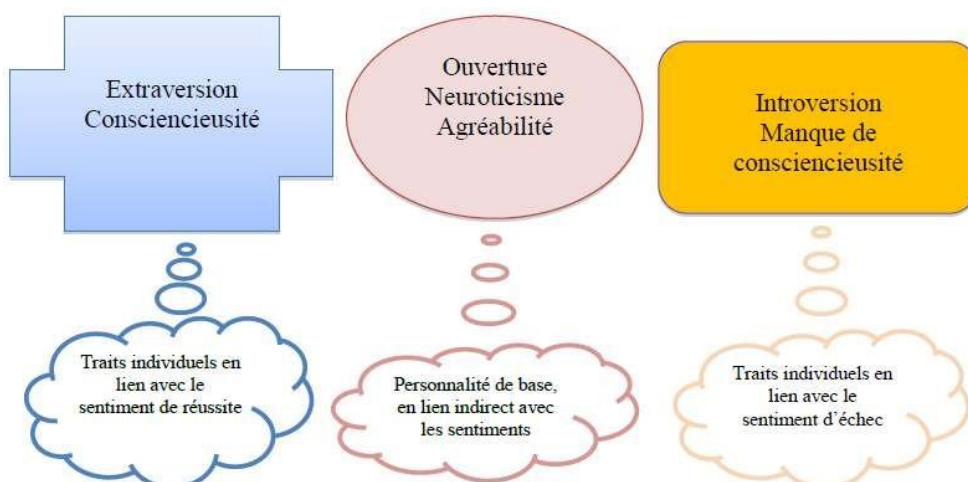 Extraversion
Consciencieusité
Ouverture
Neuroticisme
Agréabilité
Introversion
Manque de
consciencieusité
Traits individuels en
lien avec le
sentiment de réussite
Personnalité de base,
en lien indirect avec
les sentiments
Traits individuels en
lien avec le
sentiment d'échec